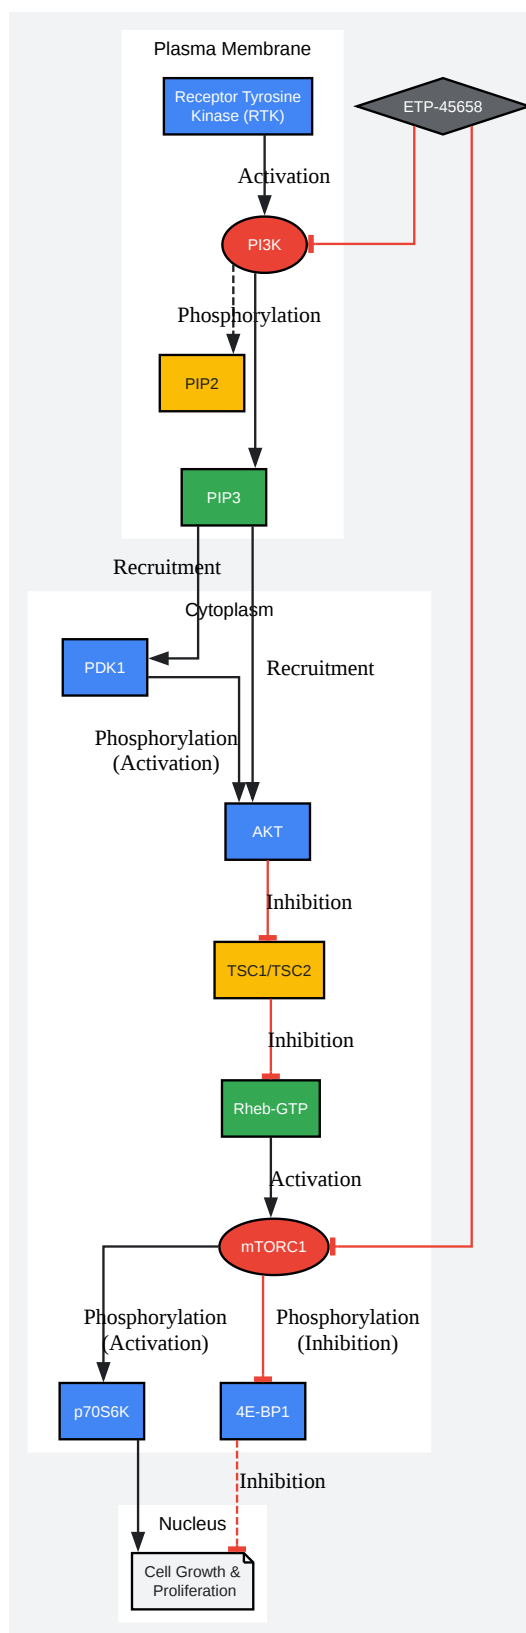 Plasma Membrane
Receptor Tyrosine
Kinase (RTK)
ETP-45658
Activation
PI3K
Phosphorylation
PIP2
PIP3
Recruitment
Cytoplasm
PDK1
Recruitment
Phosphorylation
(Activation)
AKT
Inhibition
TSC1/TSC2
Inhibition
Rheb-GTP
Activation
mTORC1
Phosphorylation
(Activation)
Phosphorylation
(Inhibition)
p70S6K
4E-BP1
Inhibition
Nucleus
Cell Growth &
Proliferation